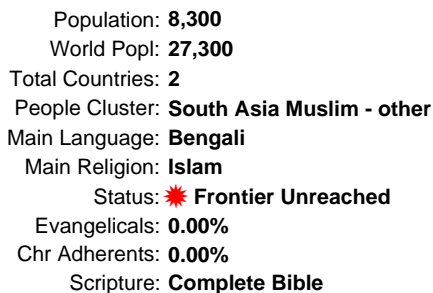 Population: 8,300
World Popl: 27,300
Total Countries: 2
People Cluster: South Asia Muslim - other
Main Language: Bengali
Main Religion: Islam
Status: Frontier Unreached
Evangelicals: 0.00%
Chr Adherents: 0.00%
Scripture: Complete Bible